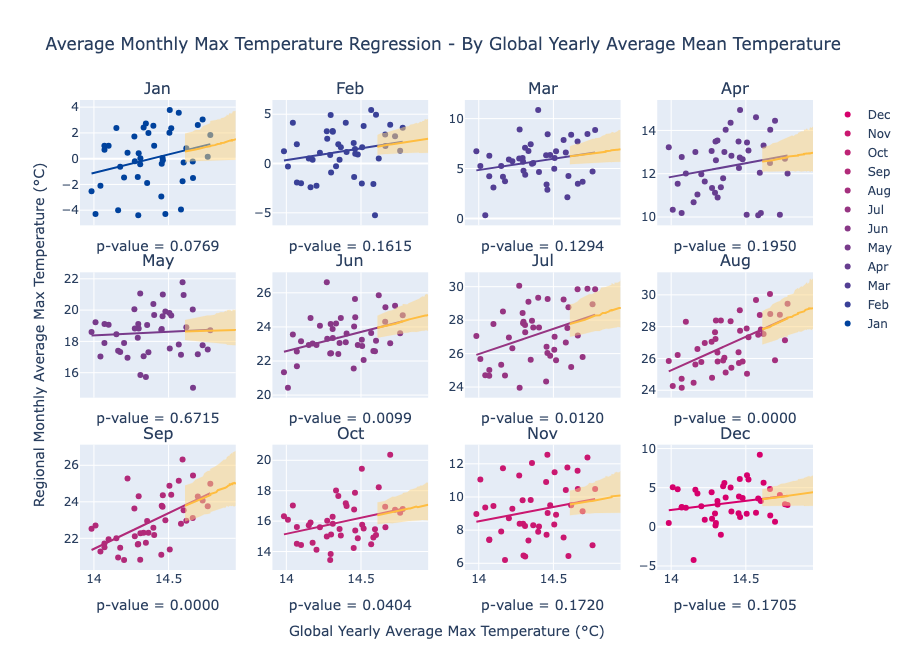 Average Monthly Max Temperature Regression - By Global Yearly Average Mean Temperature
Jan Feb Mar Apr
4
2
0
−2
−4
5
0
−5
10
5
0
14
12
10
p-value = 0.0769 p-value = 0.1615 p-value = 0.1294 p-value = 0.1950
May Jun Jul Aug
22
20
18
16
26
24
22
20
30
28
26
24
30
28
26
24
p-value = 0.6715 p-value = 0.0099 p-value = 0.0120 p-value = 0.0000
Sep Oct Nov Dec
26
24
22
20
18
16
14
12
10
8
6
10
5
0
−5
14 14.5 14 14.5 14 14.5 14 14.5
p-value = 0.0000 p-value = 0.0404 p-value = 0.1720 p-value = 0.1705
Global Yearly Average Max Temperature (°C)
Regional Monthly Average Max Temperature (°C)
Dec
Nov
Oct
Sep
Aug
Jul
Jun
May
Apr
Mar
Feb
Jan